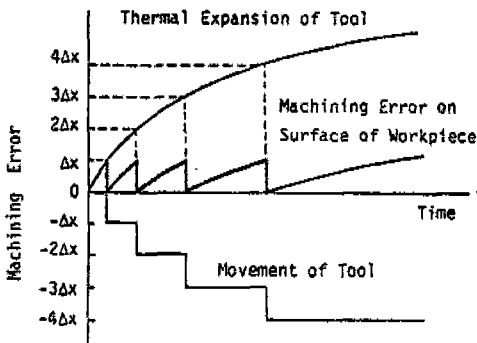 Thermal Expansion of Tool
4Δx
3Δx
2Δx
Δx
0
-Δx
-2Δx
-3Δx
-4Δx
Machining Error
Machining Error on
Surface of Workpiece
Time
Movement of Tool